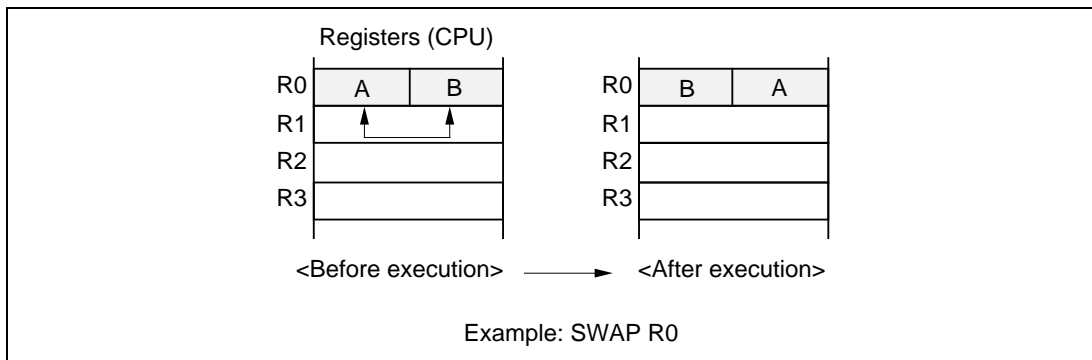 Registers (CPU)
R0 A B R0 B A
R1 R1
R2 R2
R3 R3
<Before execution> <After execution>
Example: SWAP R0